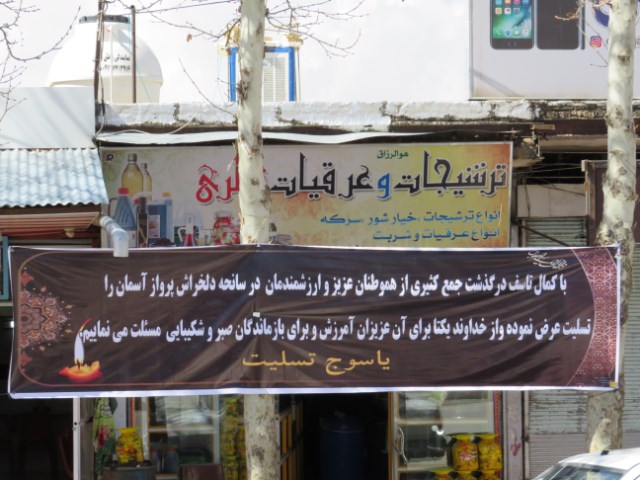 هوالرزاق
ترشیجات و عرقیات
انواع ترشیجات ،خیار شور ،سرکه
انواع عرقیات و شربت
با کمال تاسف درگذشت جمع کثیری از هموطنان عزیز و ارزشمندمان در سانحه دلخراش پرواز آسمان را
تسلیت عرض نموده واز خداوند یکتا برای آن عزیزان آمرزش و برای بازماندگان صبر و شکیبایی مسئلت می نماییم.
یاسوج تسلیت